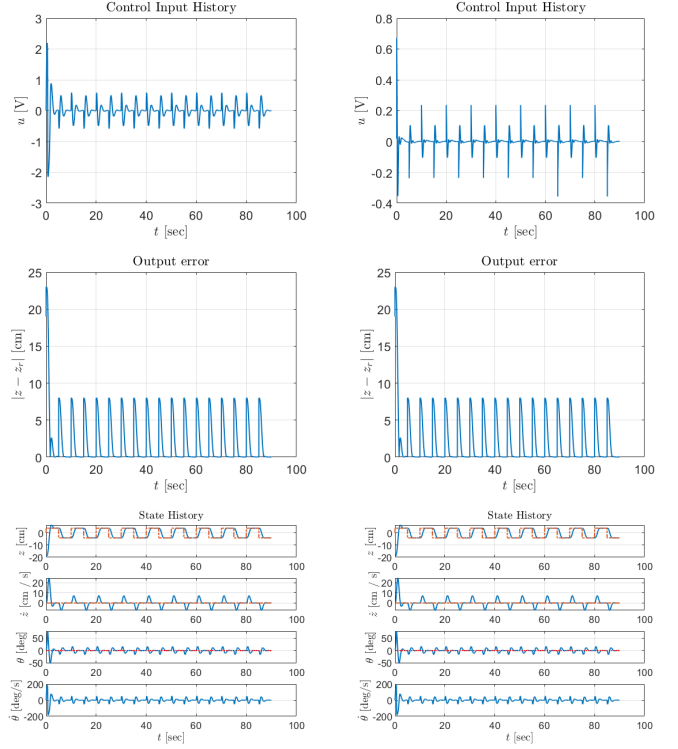 Control Input History
3
2
1
0
-1
-2
-3
u [V]
0 20 40 60 80 100
t [sec]
Control Input History
0.8
0.6
0.4
0.2
0
-0.2
-0.4
u [V]
0 20 40 60 80 100
t [sec]
Output error
25
20
15
10
5
0
|z − z_r| [cm]
0 20 40 60 80 100
t [sec]
Output error
25
20
15
10
5
0
|z − z_r| [cm]
0 20 40 60 80 100
t [sec]
State History
z [cm]
0
-10
-20
0 20 40 60 80 100
ż [cm / s]
20
10
0
0 20 40 60 80 100
θ [deg]
50
0
-50
0 20 40 60 80 100
θ̇ [deg/s]
200
0
-200
0 20 40 60 80 100
t [sec]
State History
z [cm]
0
-10
-20
0 20 40 60 80 100
ż [cm / s]
20
10
0
0 20 40 60 80 100
θ [deg]
50
0
-50
0 20 40 60 80 100
θ̇ [deg/s]
200
0
-200
0 20 40 60 80 100
t [sec]